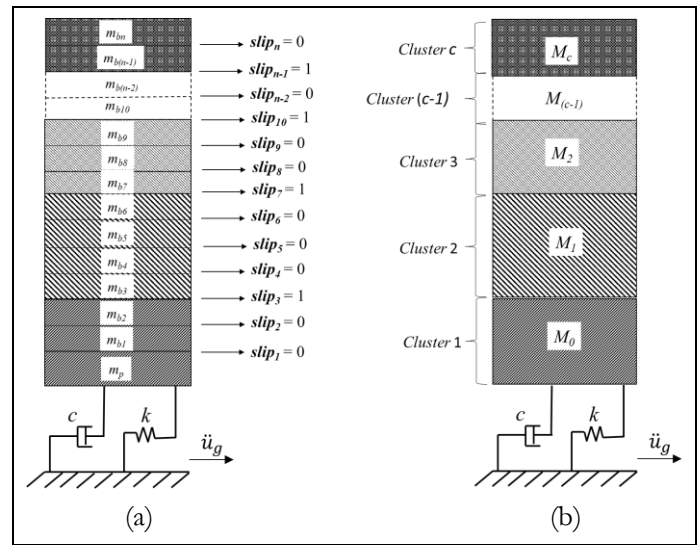 m_bn
slip_n = 0
m_b(n-1)
slip_n-1 = 1
m_b(n-2)
slip_n-2 = 0
m_b10
slip_10 = 1
m_b9
slip_9 = 0
m_b8
slip_8 = 0
m_b7
slip_7 = 1
m_b6
slip_6 = 0
m_b5
slip_5 = 0
m_b4
slip_4 = 0
m_b3
slip_3 = 1
m_b2
slip_2 = 0
m_b1
slip_1 = 0
m_p
c
k
ü_g
(a)
Cluster c
M_c
Cluster (c-1)
M_(c-1)
Cluster 3
M_2
Cluster 2
M_1
Cluster 1
M_0
c
k
ü_g
(b)